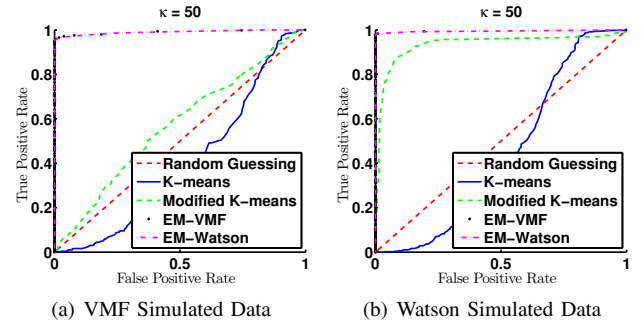 κ = 50
1
0.8
0.6
0.4
0.2
0
True Positive Rate
Random Guessing
K−means
Modified K−means
EM−VMF
EM−Watson
0
0.5
1
False Positive Rate
(a) VMF Simulated Data
κ = 50
1
0.8
0.6
0.4
0.2
0
True Positive Rate
Random Guessing
K−means
Modified K−means
EM−VMF
EM−Watson
0
0.5
1
False Positive Rate
(b) Watson Simulated Data